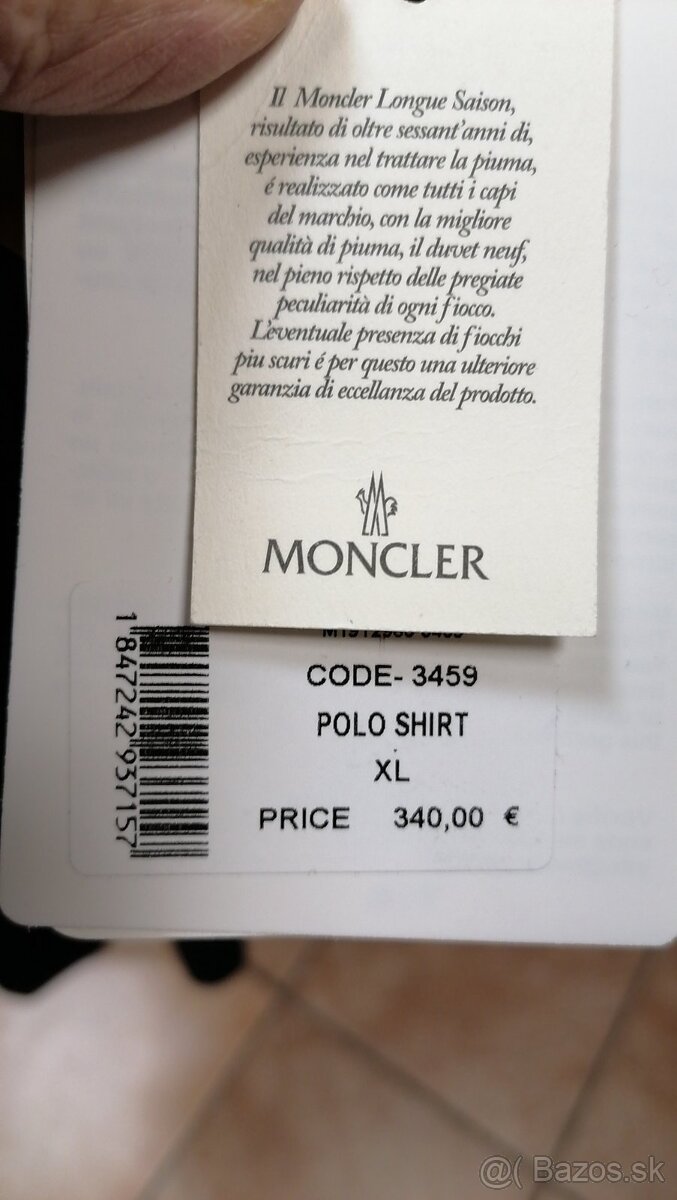 Il Moncler Longue Saison,
risultato di oltre sessant'anni di,
esperienza nel trattare la piuma,
é realizzato come tutti i capi
del marchio, con la migliore
qualità di piuma, il duvet neuf,
nel pieno rispetto delle pregiate
peculiarità di ogni fiocco.
L'eventuale presenza di fiocchi
piu scuri é per questo una ulteriore
garanzia di eccellanza del prodotto.
MONCLER
CODE- 3459
POLO SHIRT
XL
PRICE 340,00 €
1 847242 937157
@( Bazos.sk